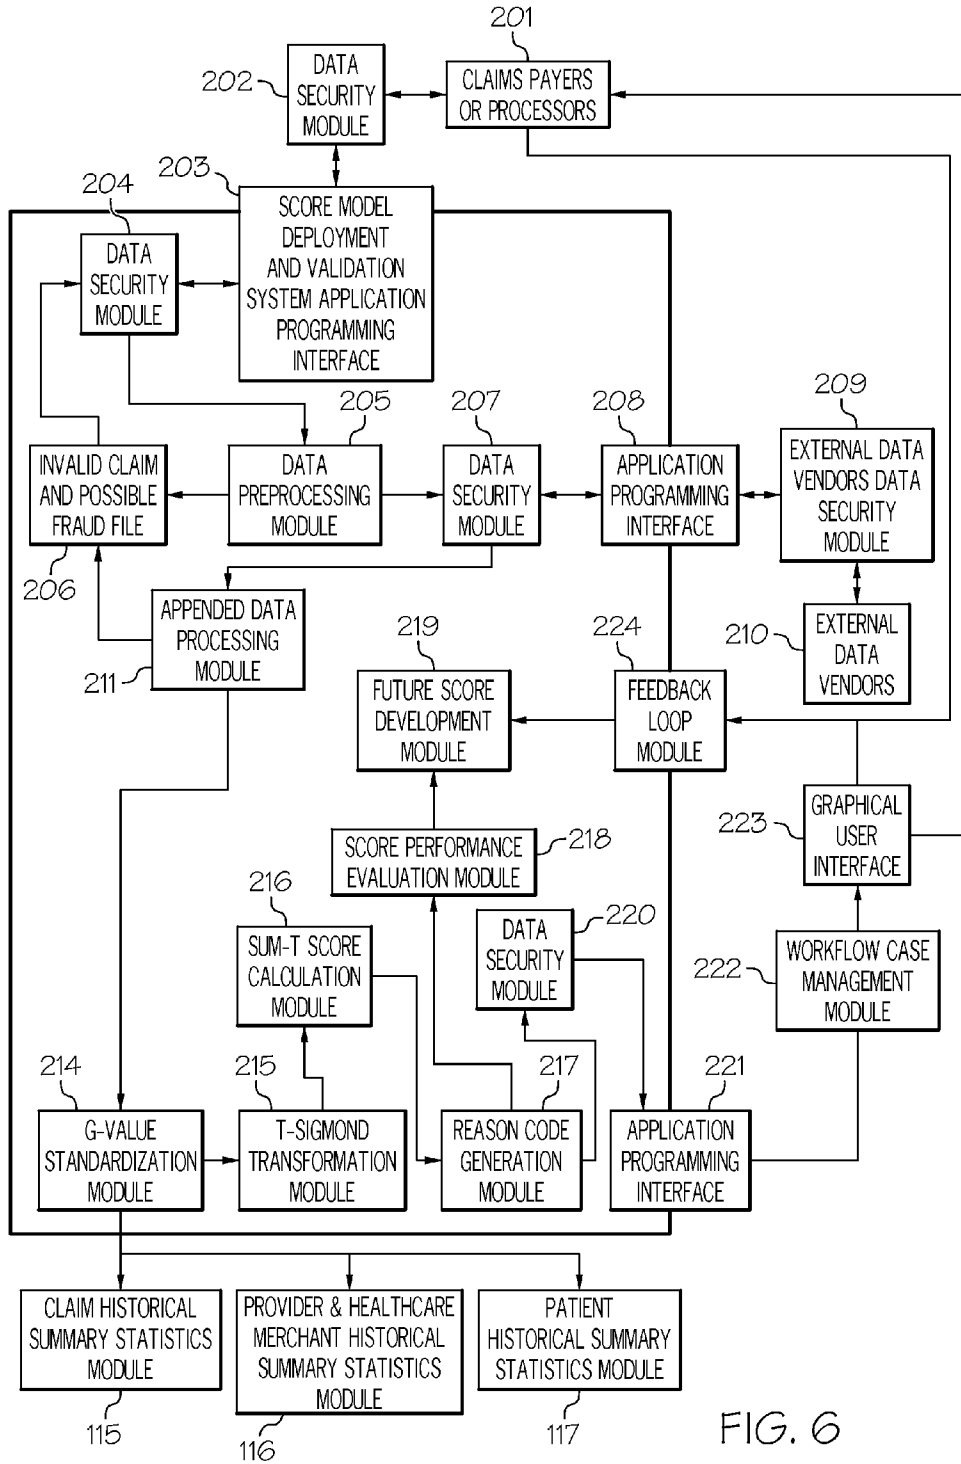 201
202
DATA
SECURITY
MODULE
CLAIMS PAYERS
OR PROCESSORS
203
204
SCORE MODEL
DEPLOYMENT
AND VALIDATION
SYSTEM APPLICATION
PROGRAMMING
INTERFACE
DATA
SECURITY
MODULE
205
207
208
209
INVALID CLAIM
AND POSSIBLE
FRAUD FILE
DATA
PREPROCESSING
MODULE
DATA
SECURITY
MODULE
APPLICATION
PROGRAMMING
INTERFACE
EXTERNAL DATA
VENDORS DATA
SECURITY
MODULE
206
APPENDED DATA
PROCESSING
MODULE
211
219
224
210
EXTERNAL
DATA
VENDORS
FUTURE SCORE
DEVELOPMENT
MODULE
FEEDBACK
LOOP
MODULE
SCORE PERFORMANCE
EVALUATION MODULE
218
223
GRAPHICAL
USER
INTERFACE
216
220
SUM-T SCORE
CALCULATION
MODULE
DATA
SECURITY
MODULE
222
WORKFLOW CASE
MANAGEMENT
MODULE
214
215
217
221
G-VALUE
STANDARDIZATION
MODULE
T-SIGMOND
TRANSFORMATION
MODULE
REASON CODE
GENERATION
MODULE
APPLICATION
PROGRAMMING
INTERFACE
CLAIM HISTORICAL
SUMMARY STATISTICS
MODULE
PROVIDER & HEALTHCARE
MERCHANT HISTORICAL
SUMMARY STATISTICS
MODULE
PATIENT
HISTORICAL SUMMARY
STATISTICS MODULE
115
116
117
FIG. 6